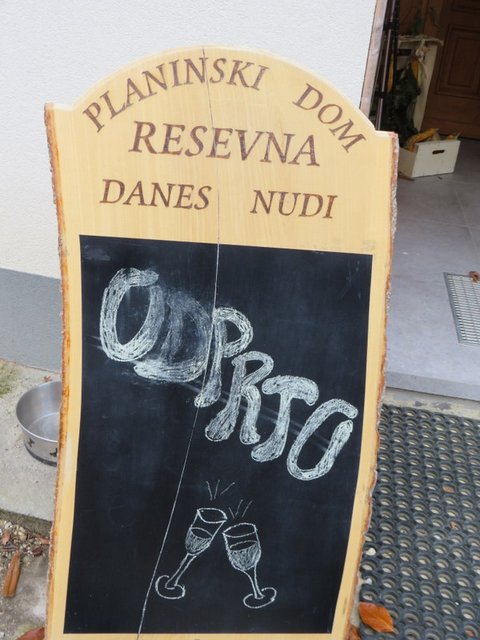 PLANINSKI DOM
RESEVNA
DANES NUDI
ODPRTO